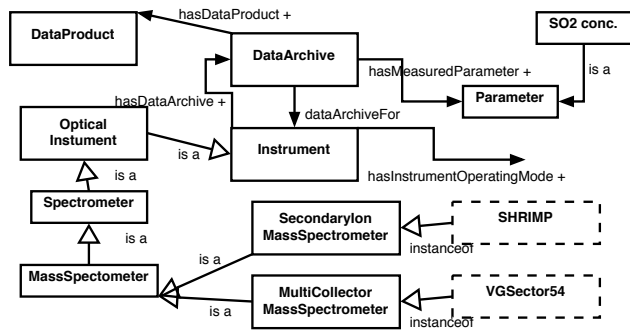 hasDataProduct +
SO2 conc.
DataProduct
DataArchive
is a
hasMeasuredParameter +
Parameter
hasDataArchive +
dataArchiveFor
Optical
Instument
is a
Instrument
is a
hasInstrumentOperatingMode +
Spectrometer
is a
SecondaryIon
MassSpectrometer
instanceof
SHRIMP
MassSpectometer
is a
is a
MultiCollector
MassSpectrometer
instanceof
VGSector54